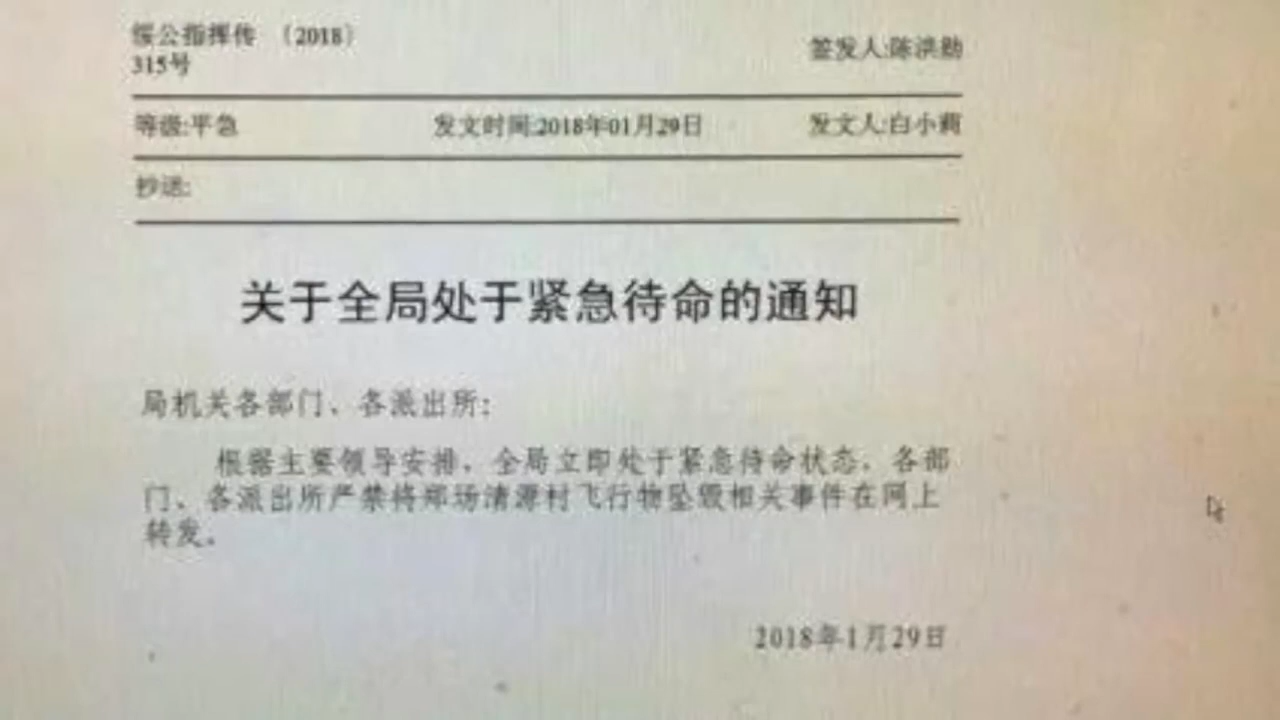 绥公指挥传 〔2018〕
315号
签发人:陈洪勋
等级:平急
发文时间:2018年01月29日
发文人:白小莉
抄送:
关于全局处于紧急待命的通知
局机关各部门、各派出所:
根据主要领导安排，全局立即处于紧急待命状态，各部
门、各派出所严禁将郑场清源村飞行物坠毁相关事件在网上
转发。
2018年1月29日